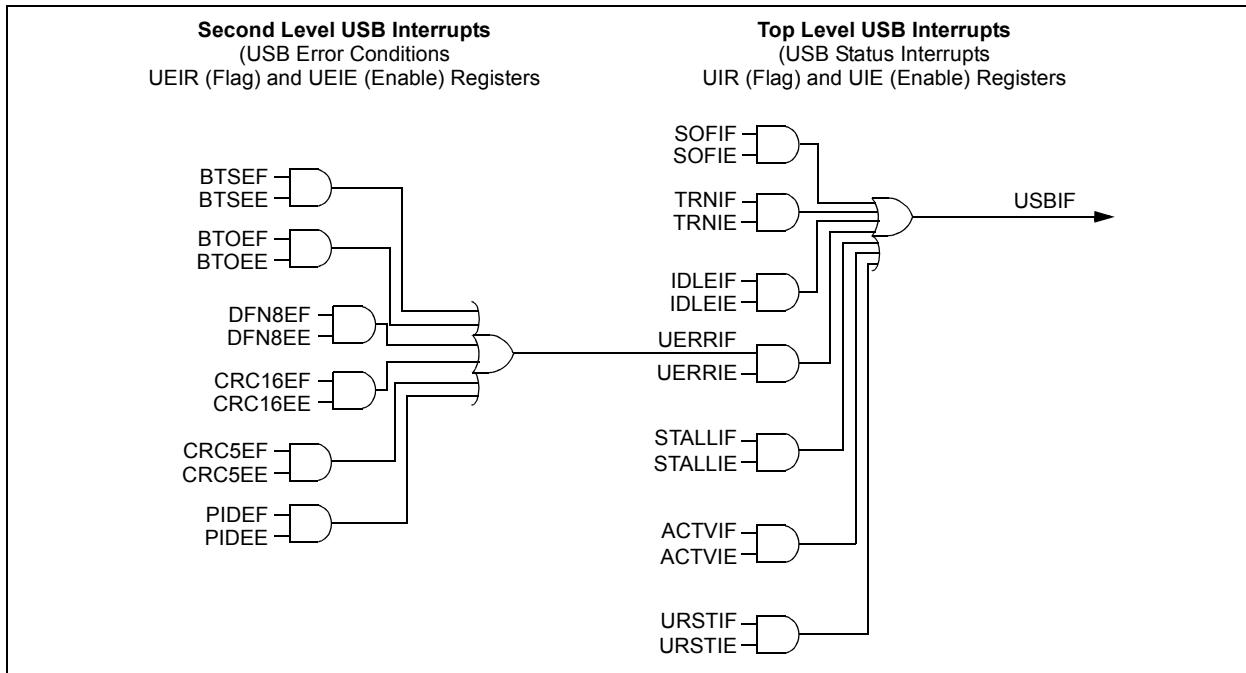 Second Level USB Interrupts
(USB Error Conditions
UEIR (Flag) and UEIE (Enable) Registers
BTSEF
BTSEE
BTOEF
BTOEE
DFN8EF
DFN8EE
CRC16EF
CRC16EE
CRC5EF
CRC5EE
PIDEF
PIDEE
Top Level USB Interrupts
(USB Status Interrupts
UIR (Flag) and UIE (Enable) Registers
SOFIF
SOFIE
TRNIF
TRNIE
IDLEIF
IDLEIE
UERRIF
UERRIE
STALLIF
STALLIE
ACTVIF
ACTVIE
URSTIF
URSTIE
USBIF